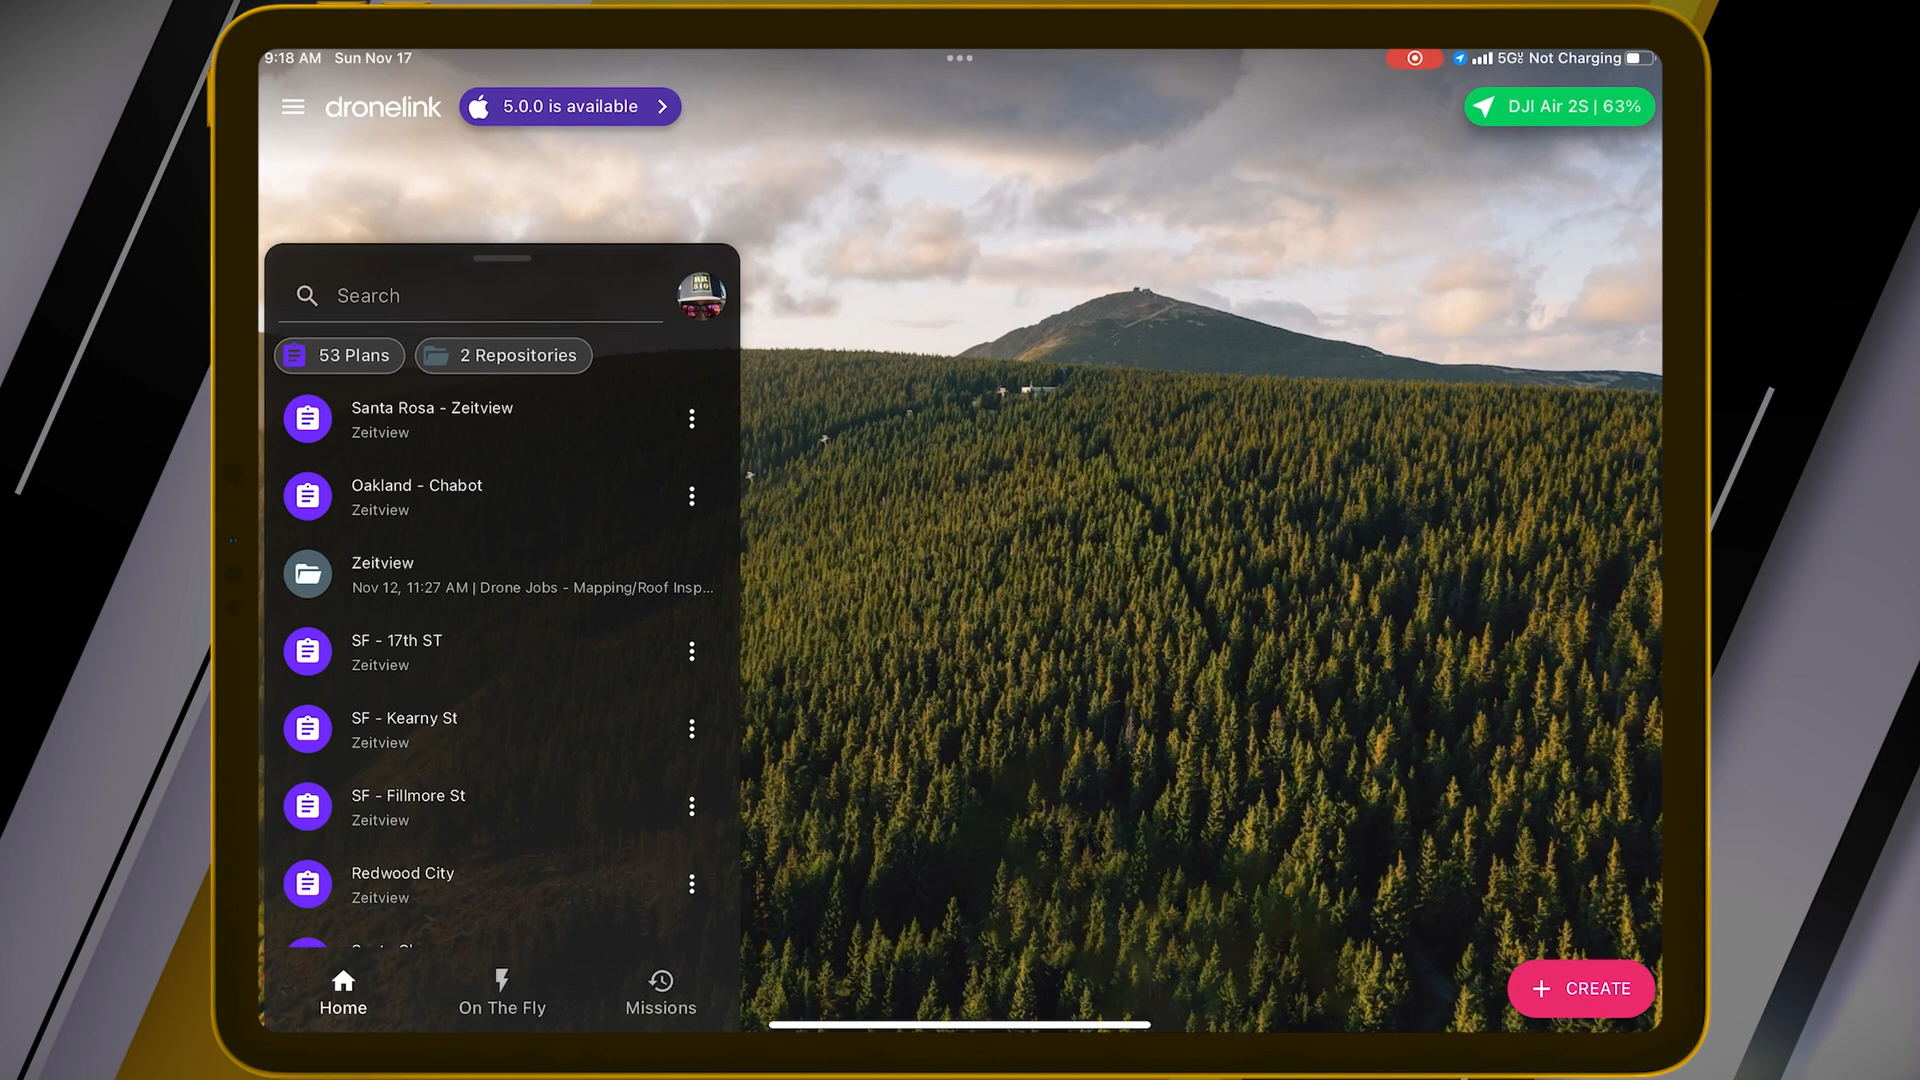 9:18 AM Sun Nov 17
5G Not Charging
dronelink
5.0.0 is available
DJI Air 2S | 63%
Search
53 Plans
2 Repositories
Santa Rosa - Zeitview
Zeitview
Oakland - Chabot
Zeitview
Zeitview
Nov 12, 11:27 AM | Drone Jobs - Mapping/Roof Insp...
SF - 17th ST
Zeitview
SF - Kearny St
Zeitview
SF - Fillmore St
Zeitview
Redwood City
Zeitview
Home
On The Fly
Missions
+ CREATE